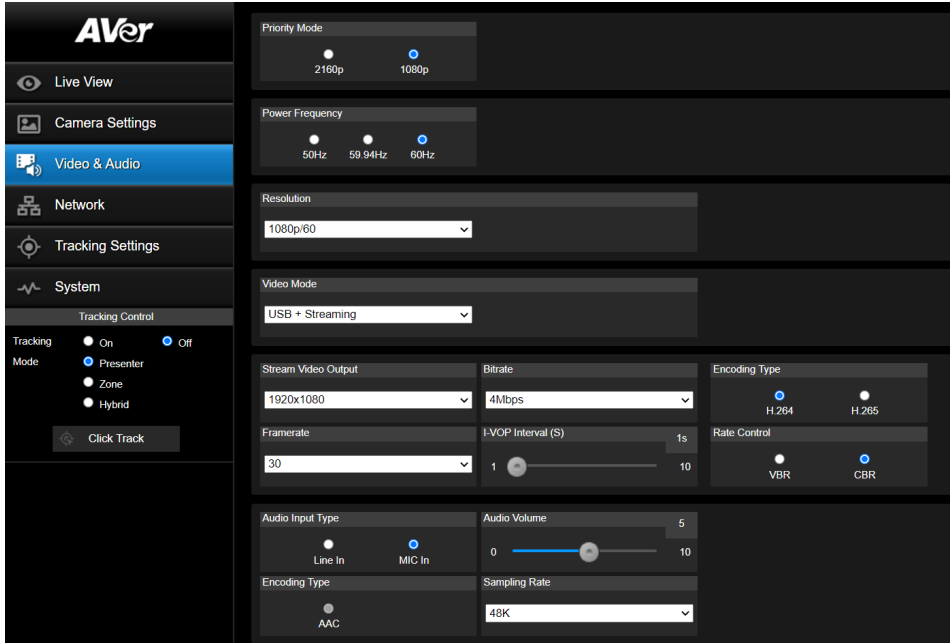 AVer
Live View
Camera Settings
Video & Audio
Network
Tracking Settings
System
Tracking Control
Tracking On Off
Mode Presenter
Zone
Hybrid
Click Track
Priority Mode
2160p 1080p
Power Frequency
50Hz 59.94Hz 60Hz
Resolution
1080p/60
Video Mode
USB + Streaming
Stream Video Output Bitrate Encoding Type
1920x1080 4Mbps H.264 H.265
Framerate I-VOP Interval (S) 1s Rate Control
30 1 10 VBR CBR
Audio Input Type Audio Volume 5
Line In MIC In 0 10
Encoding Type Sampling Rate
AAC 48K